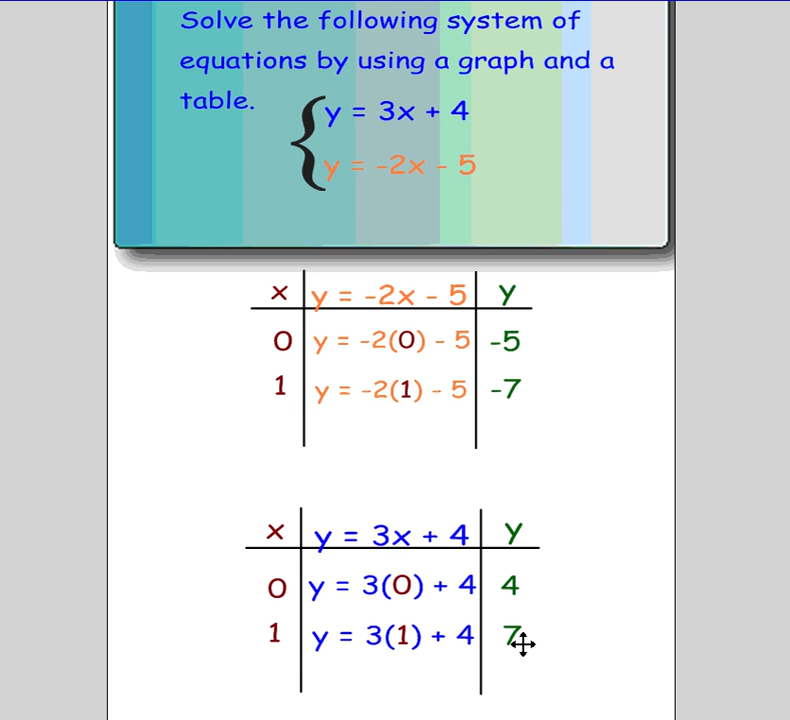 Solve the following system of
equations by using a graph and a
table.
y = 3x + 4
y = -2x - 5
x y = -2x - 5 y
0 y = -2(0) - 5 -5
1 y = -2(1) - 5 -7
x y = 3x + 4 y
0 y = 3(0) + 4 4
1 y = 3(1) + 4 7